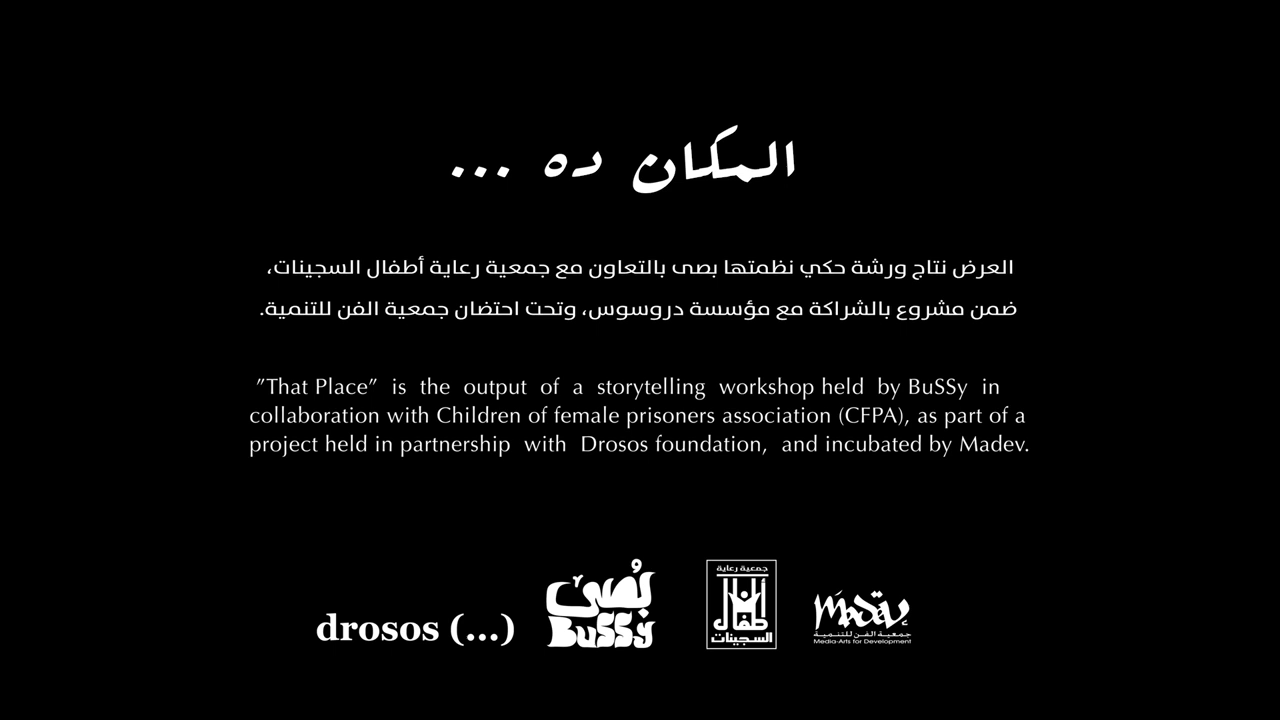 المكان ده ...
العرض نتاج ورشة حكي نظمتها بصى بالتعاون مع جمعية رعاية أطفال السجينات،
ضمن مشروع بالشراكة مع مؤسسة دروسوس، وتحت احتضان جمعية الفن للتنمية.
”That Place” is the output of a storytelling workshop held by BuSSy in
collaboration with Children of female prisoners association (CFPA), as part of a
project held in partnership with Drosos foundation, and incubated by Madev.
drosos (...)
بُصىّ
BuSSy
جمعية رعاية
أطفال
السجينات
Madev
جمعية الفن للتنمية
Media-Arts for Development